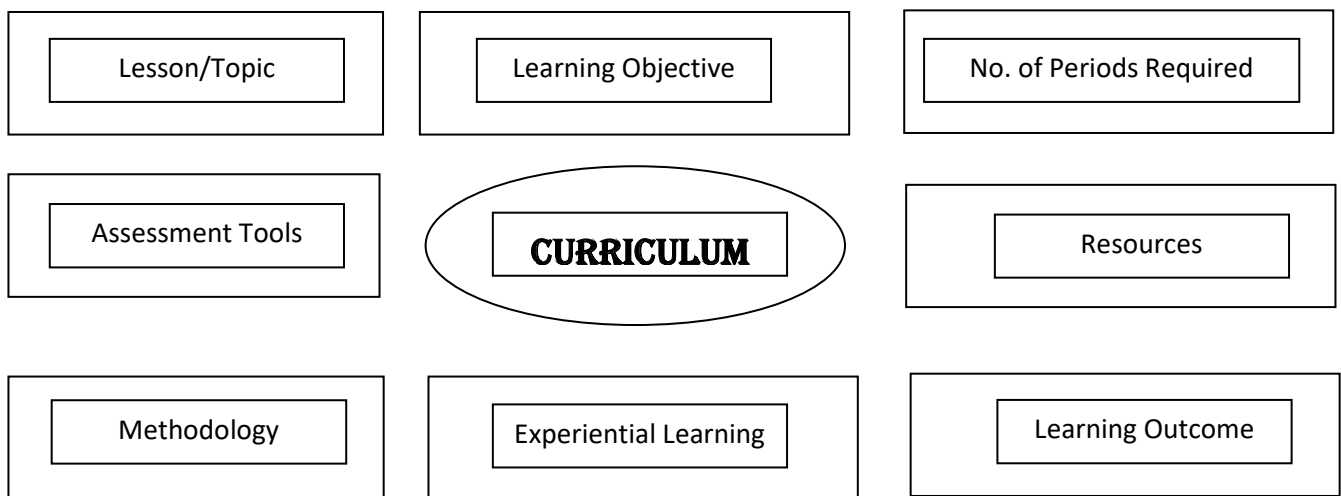 Lesson/Topic
Learning Objective
No. of Periods Required
Assessment Tools
CURRICULUM
Resources
Methodology
Experiential Learning
Learning Outcome